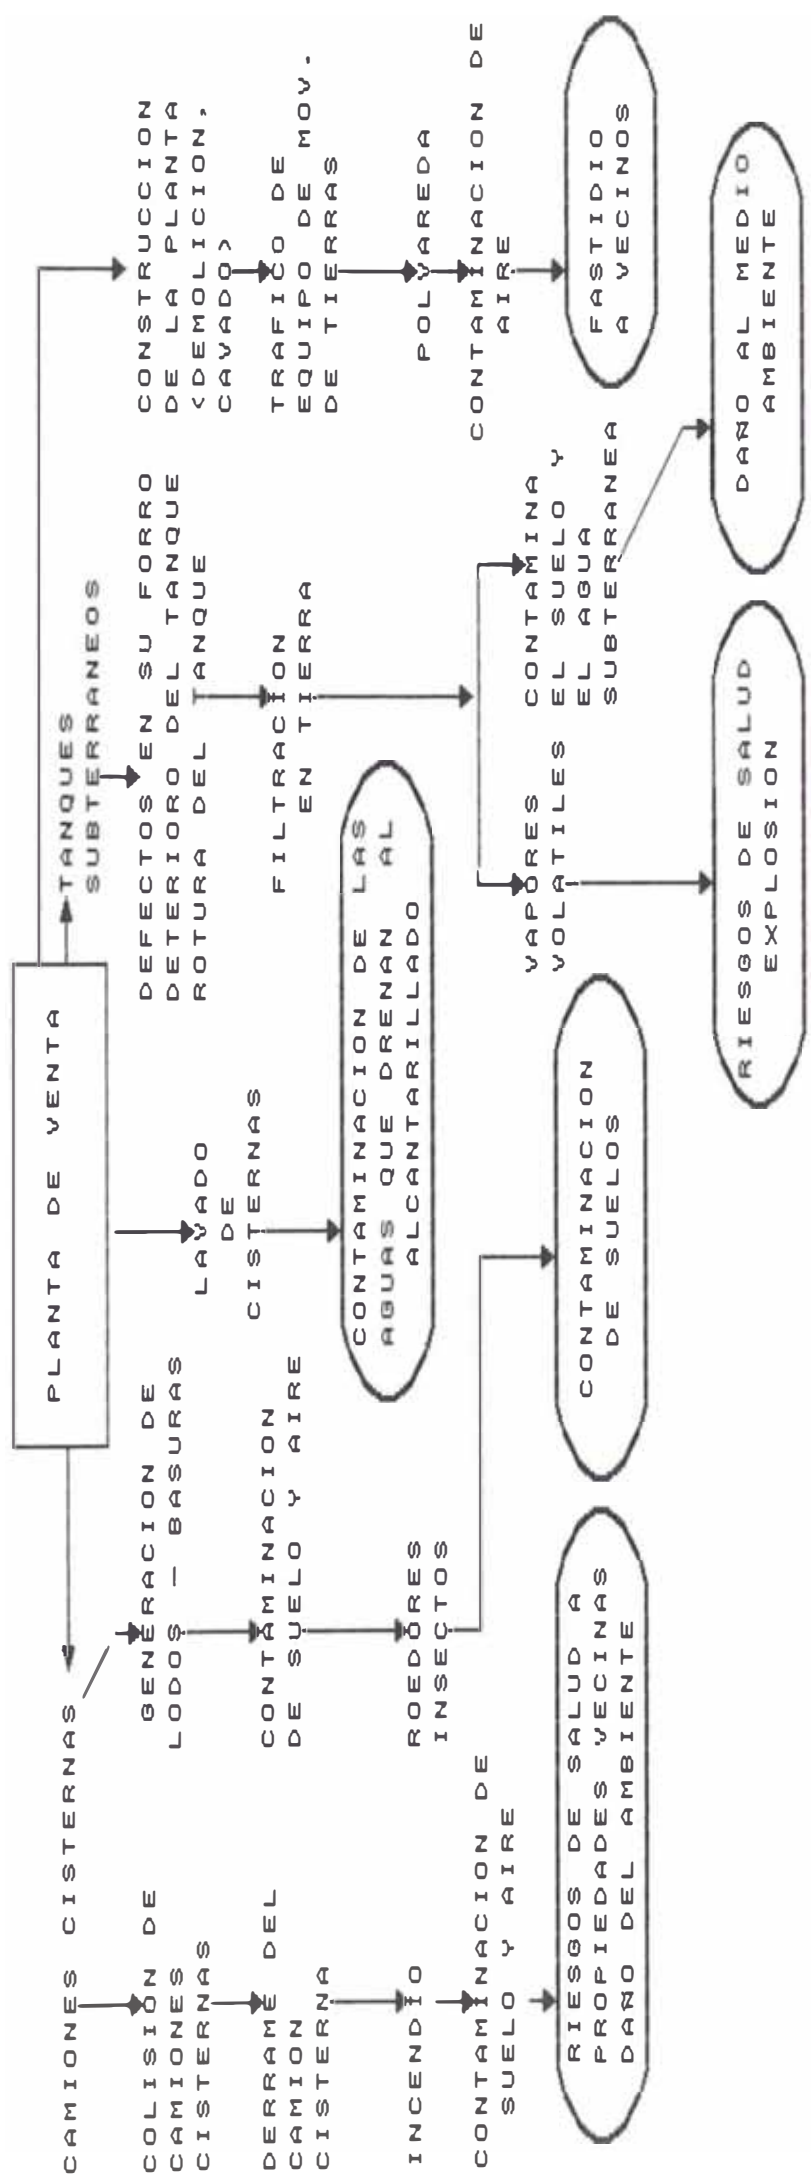 PLANTA DE VENTA
CAMIONES CISTERNAS
COLISION DE
CAMIONES
CISTERNAS
DERRAME DEL
CAMION
CISTERNA
INCENDIO
CONTAMINACION DE
SUELO Y AIRE
RIESGOS DE SALUD A
PROPIEDADES VECINAS
DAÑO DEL AMBIENTE
GENERACION DE
LODOS — BASURAS
CONTAMINACION
DE SUELO Y AIRE
ROEDORES
INSECTOS
CONTAMINACION
DE SUELOS
LAVADO
DE
CISTERNAS
CONTAMINACION DE LAS
AGUAS QUE DRENAN AL
ALCANTARILLADO
TANQUES
SUBTERRANEOS
DEFECTOS EN SU FORRO
DETERIORO DEL TANQUE
ROTURA DEL TANQUE
FILTRACION
EN TIERRA
VAPORES
VOLATILES
RIESGOS DE SALUD
EXPLOSION
CONTAMINA
EL SUELO Y
EL AGUA
SUBTERRANEA
DAÑO AL MEDIO
AMBIENTE
CONSTRUCCION
DE LA PLANTA
<DEMOLICION,
CAVADO>
TRAFICO DE
EQUIPO DE MOV.
DE TIERRAS
POLVAREDA
CONTAMINACION DE
AIRE
FASTIDIO
A VECINOS